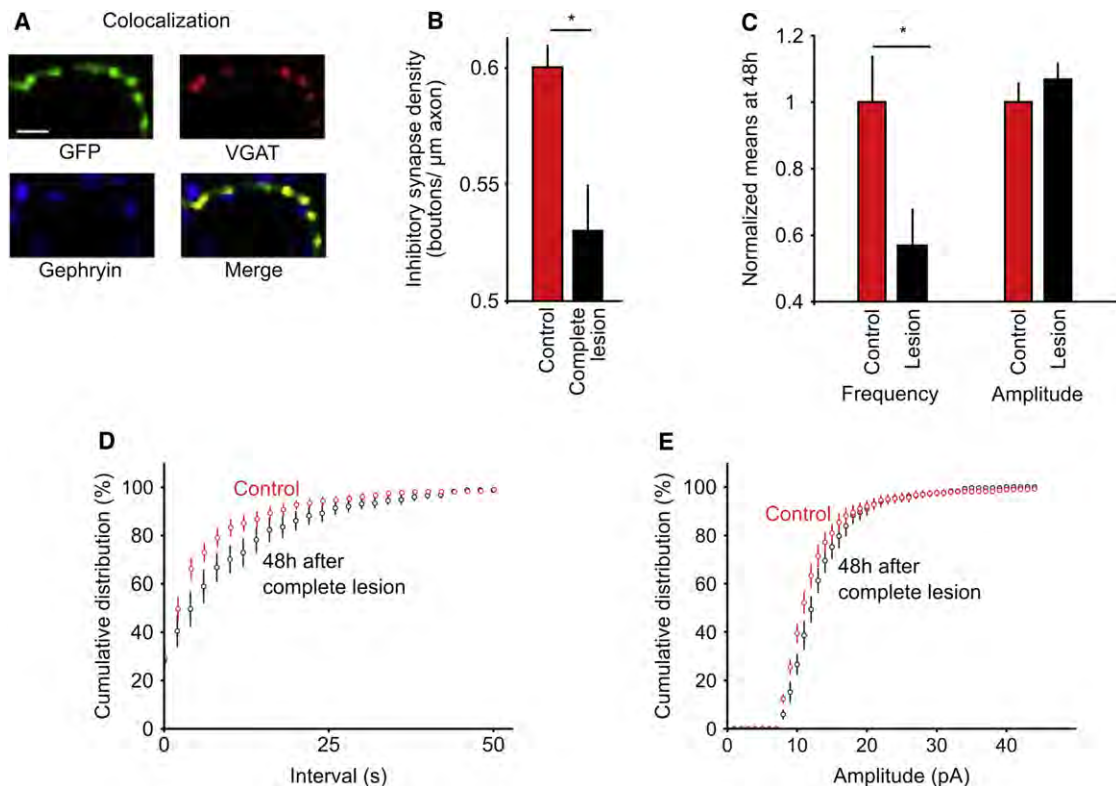 A
Colocalization
GFP
VGAT
Gephryin
Merge
B
*
Inhibitory synapse density
(boutons/ µm axon)
0.6
0.55
0.5
Control
Complete
lesion
C
*
Normalized means at 48h
1.2
1
0.8
0.6
0.4
Control
Lesion
Control
Lesion
Frequency
Amplitude
D
Cumulative distribution (%)
100
80
60
40
20
0
Control
48h after
complete lesion
0
25
50
Interval (s)
E
Cumulative distribution (%)
100
80
60
40
20
0
Control
48h after
complete lesion
0
10
20
30
40
Amplitude (pA)